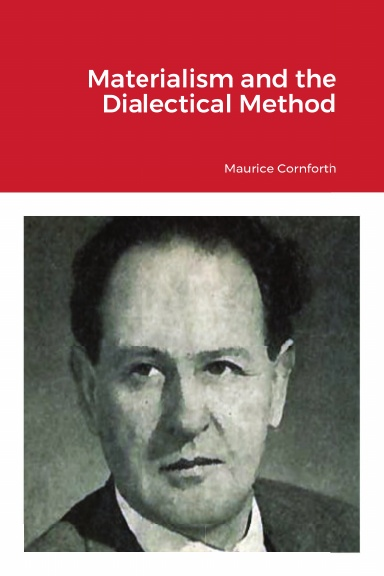 Materialism and the
Dialectical Method
Maurice Cornforth